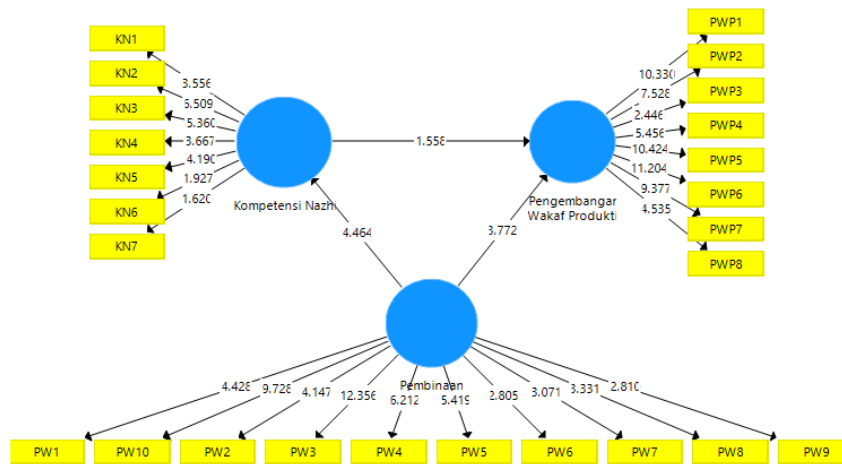 KN1
KN2
KN3
KN4
KN5
KN6
KN7
3.556
5.509
5.360
3.667
4.190
1.927
1.620
Kompetensi Nazhi
1.558
PWP1
PWP2
PWP3
PWP4
PWP5
PWP6
PWP7
PWP8
10.330
7.528
2.446
5.456
10.424
11.204
9.377
4.535
Pengembangan
Wakaf Produkti
4.464
3.772
Pembinaan
4.428
9.728
4.147
12.356
6.212
5.419
2.805
3.071
3.331
2.810
PW1
PW10
PW2
PW3
PW4
PW5
PW6
PW7
PW8
PW9